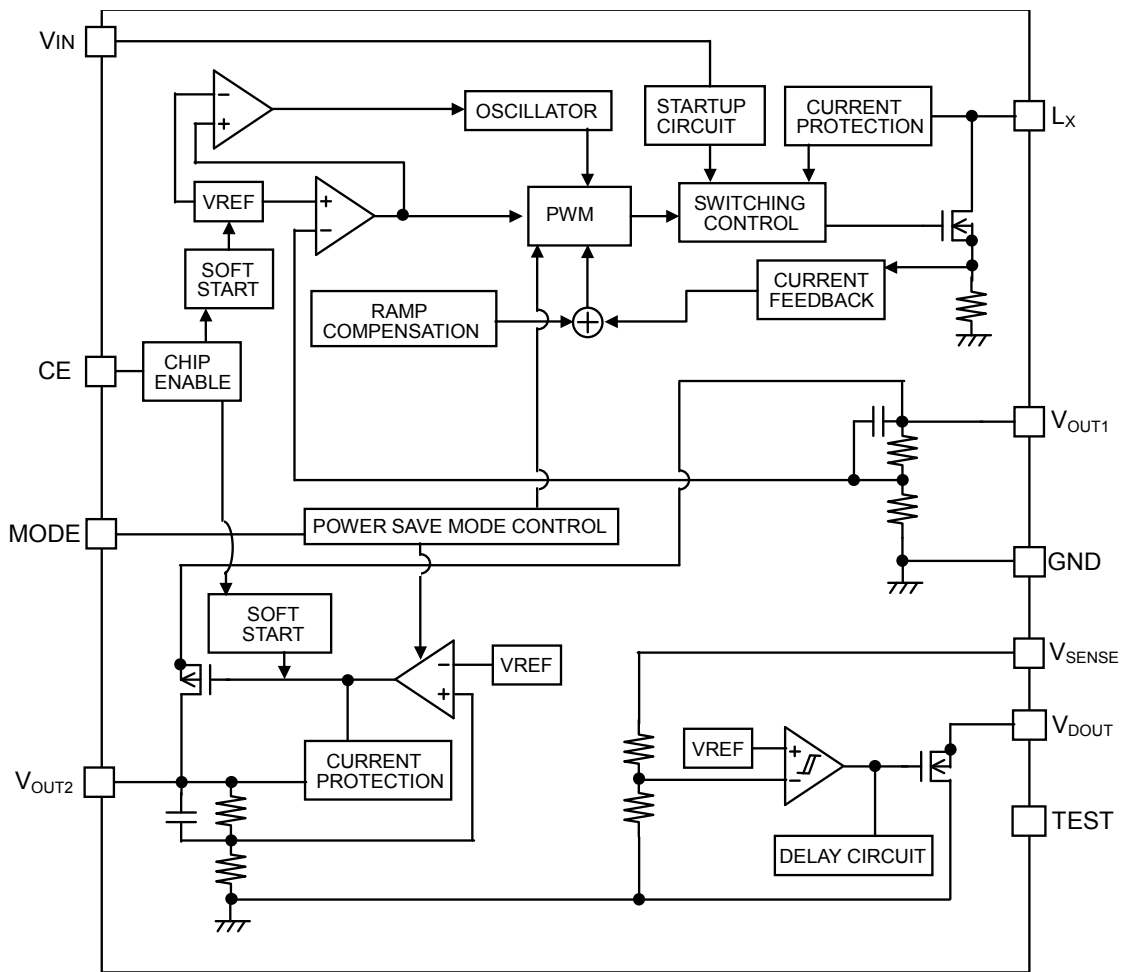 VIN
OSCILLATOR
STARTUP
CIRCUIT
CURRENT
PROTECTION
LX
−
+
VREF
+
−
PWM
SWITCHING
CONTROL
SOFT
START
RAMP
COMPENSATION
+
CURRENT
FEEDBACK
CE
CHIP
ENABLE
VOUT1
MODE
POWER SAVE MODE CONTROL
GND
SOFT
START
−
+
VREF
VSENSE
VREF
+
−
VDOUT
VOUT2
CURRENT
PROTECTION
DELAY CIRCUIT
TEST